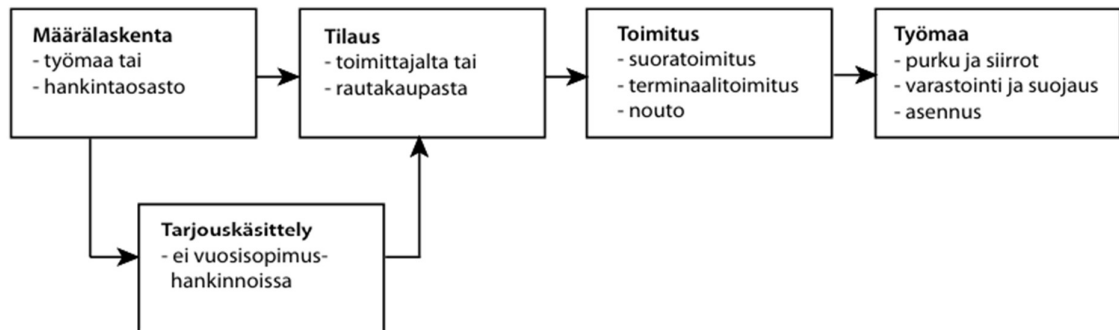 Määrälaskenta
- työmaa tai
- hankintaosasto
Tilaus
- toimittajalta tai
- rautakaupasta
Toimitus
- suoratoimitus
- terminaalitoimitus
- nouto
Työmaa
- purku ja siirrot
- varastointi ja suojaus
- asennus
Tarjouskäsittely
- ei vuosisopimus-
hankinnoissa